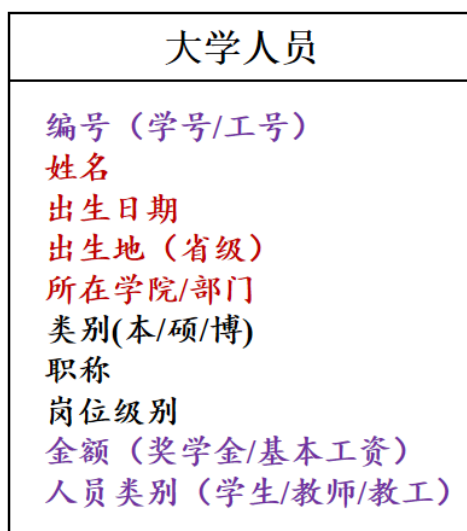 大学人员
编号（学号/工号）
姓名
出生日期
出生地（省级）
所在学院/部门
类别(本/硕/博)
职称
岗位级别
金额（奖学金/基本工资）
人员类别（学生/教师/教工）